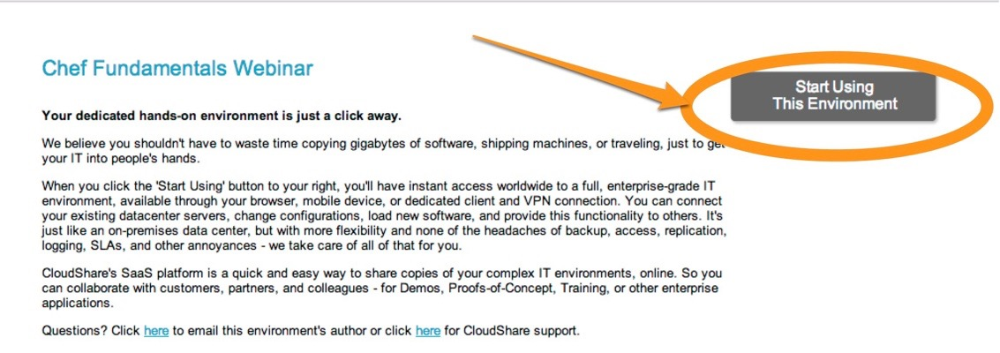 Chef Fundamentals Webinar
Start Using
This Environment
Your dedicated hands-on environment is just a click away.
We believe you shouldn't have to waste time copying gigabytes of software, shipping machines, or traveling, just to get
your IT into people's hands.
When you click the 'Start Using' button to your right, you'll have instant access worldwide to a full, enterprise-grade IT
environment, available through your browser, mobile device, or dedicated client and VPN connection. You can connect
your existing datacenter servers, change configurations, load new software, and provide this functionality to others. It's
just like an on-premises data center, but with more flexibility and none of the headaches of backup, access, replication,
logging, SLAs, and other annoyances - we take care of all of that for you.
CloudShare's SaaS platform is a quick and easy way to share copies of your complex IT environments, online. So you
can collaborate with customers, partners, and colleagues - for Demos, Proofs-of-Concept, Training, or other enterprise
applications.
Questions? Click here to email this environment's author or click here for CloudShare support.